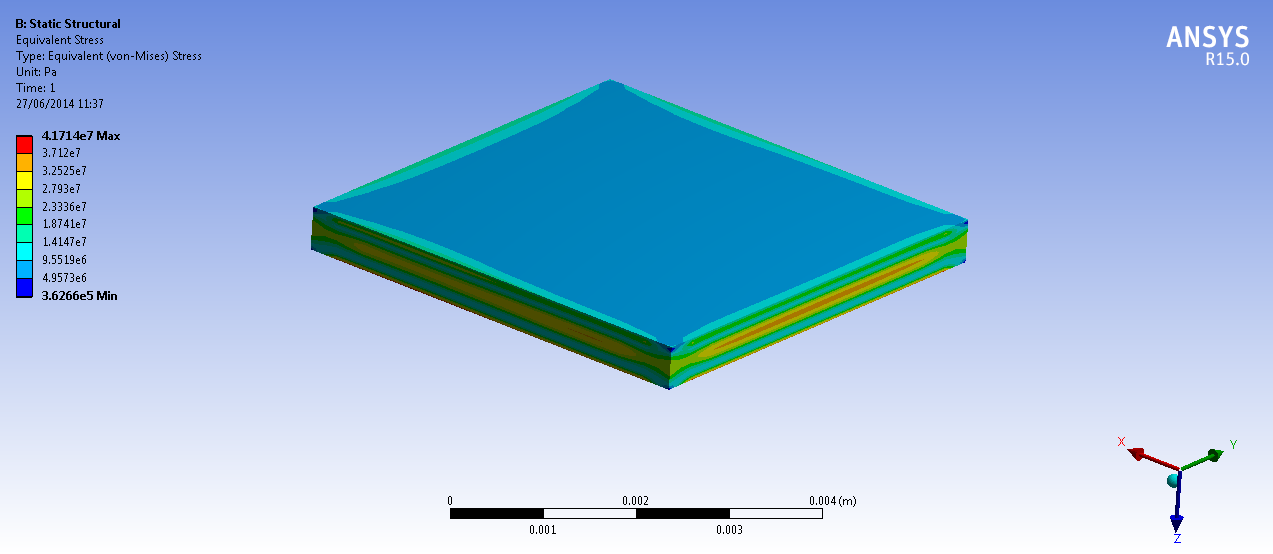 B: Static Structural
Equivalent Stress
Type: Equivalent (von-Mises) Stress
Unit: Pa
Time: 1
27/06/2014 11:37
ANSYS
R15.0
4.1714e7 Max
3.712e7
3.2525e7
2.793e7
2.3336e7
1.8741e7
1.4147e7
9.5519e6
4.9573e6
3.6266e5 Min
X
Y
Z
0 0.002 0.004 (m)
0.001 0.003